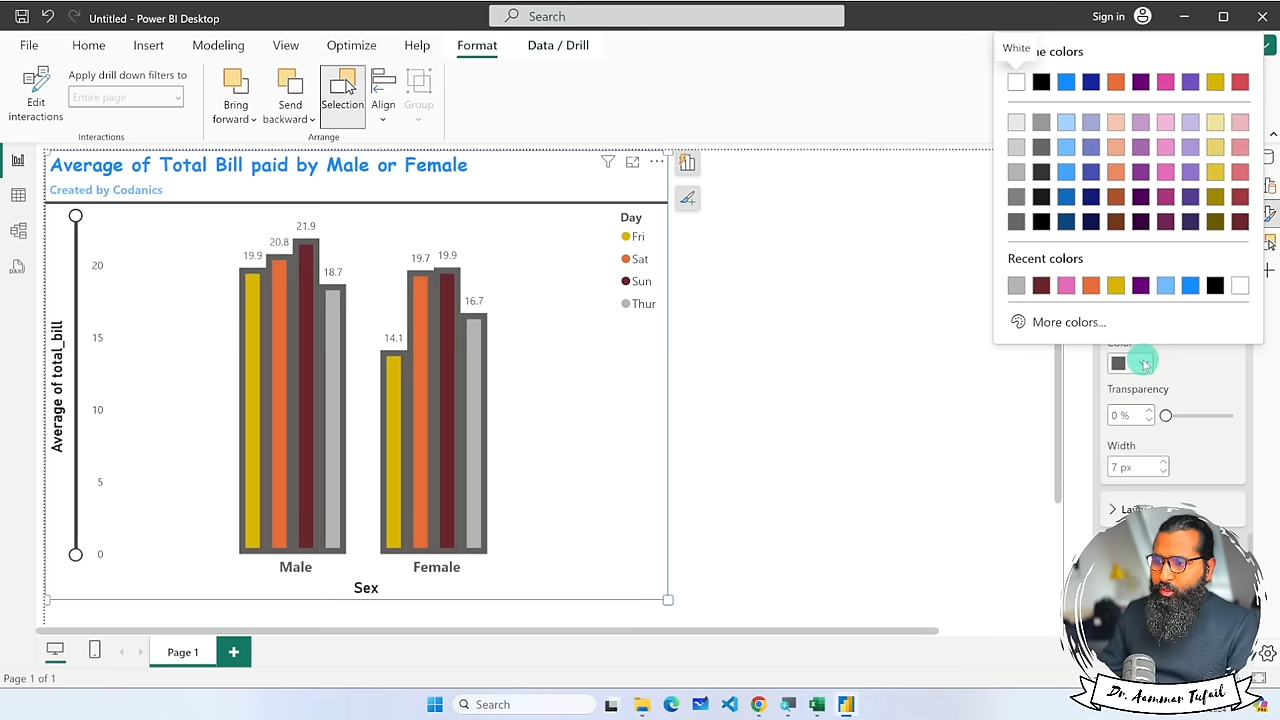 Untitled - Power BI Desktop
Search
Sign in
File Home Insert Modeling View Optimize Help Format Data / Drill
Edit interactions
Apply drill down filters to
Entire page
Interactions
Bring forward
Send backward
Selection
Align
Group
Arrange
White
Recent colors
More colors...
Transparency
0 %
Width
7 px
Average of Total Bill paid by Male or Female
Created by Codanics
Day
Fri
Sat
Sun
Thur
Average of total_bill
20
15
10
5
0
19.9
20.8
21.9
18.7
14.1
19.7
19.9
16.7
Male
Female
Sex
Page 1
Page 1 of 1
Search
Dr. Aammar Tufail